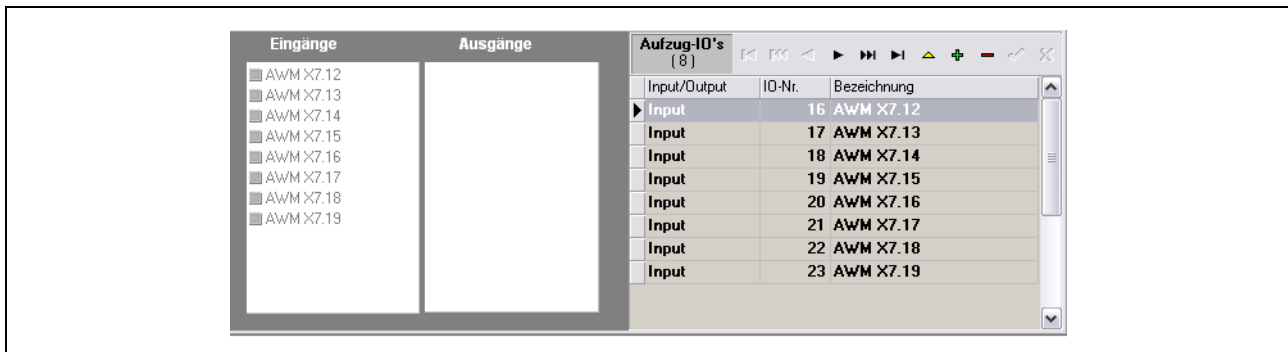 Eingänge
AWM X7.12
AWM X7.13
AWM X7.14
AWM X7.15
AWM X7.16
AWM X7.17
AWM X7.18
AWM X7.19
Ausgänge
Aufzug-IO's
(8)
Input/Output IO-Nr. Bezeichnung
Input 16 AWM X7.12
Input 17 AWM X7.13
Input 18 AWM X7.14
Input 19 AWM X7.15
Input 20 AWM X7.16
Input 21 AWM X7.17
Input 22 AWM X7.18
Input 23 AWM X7.19